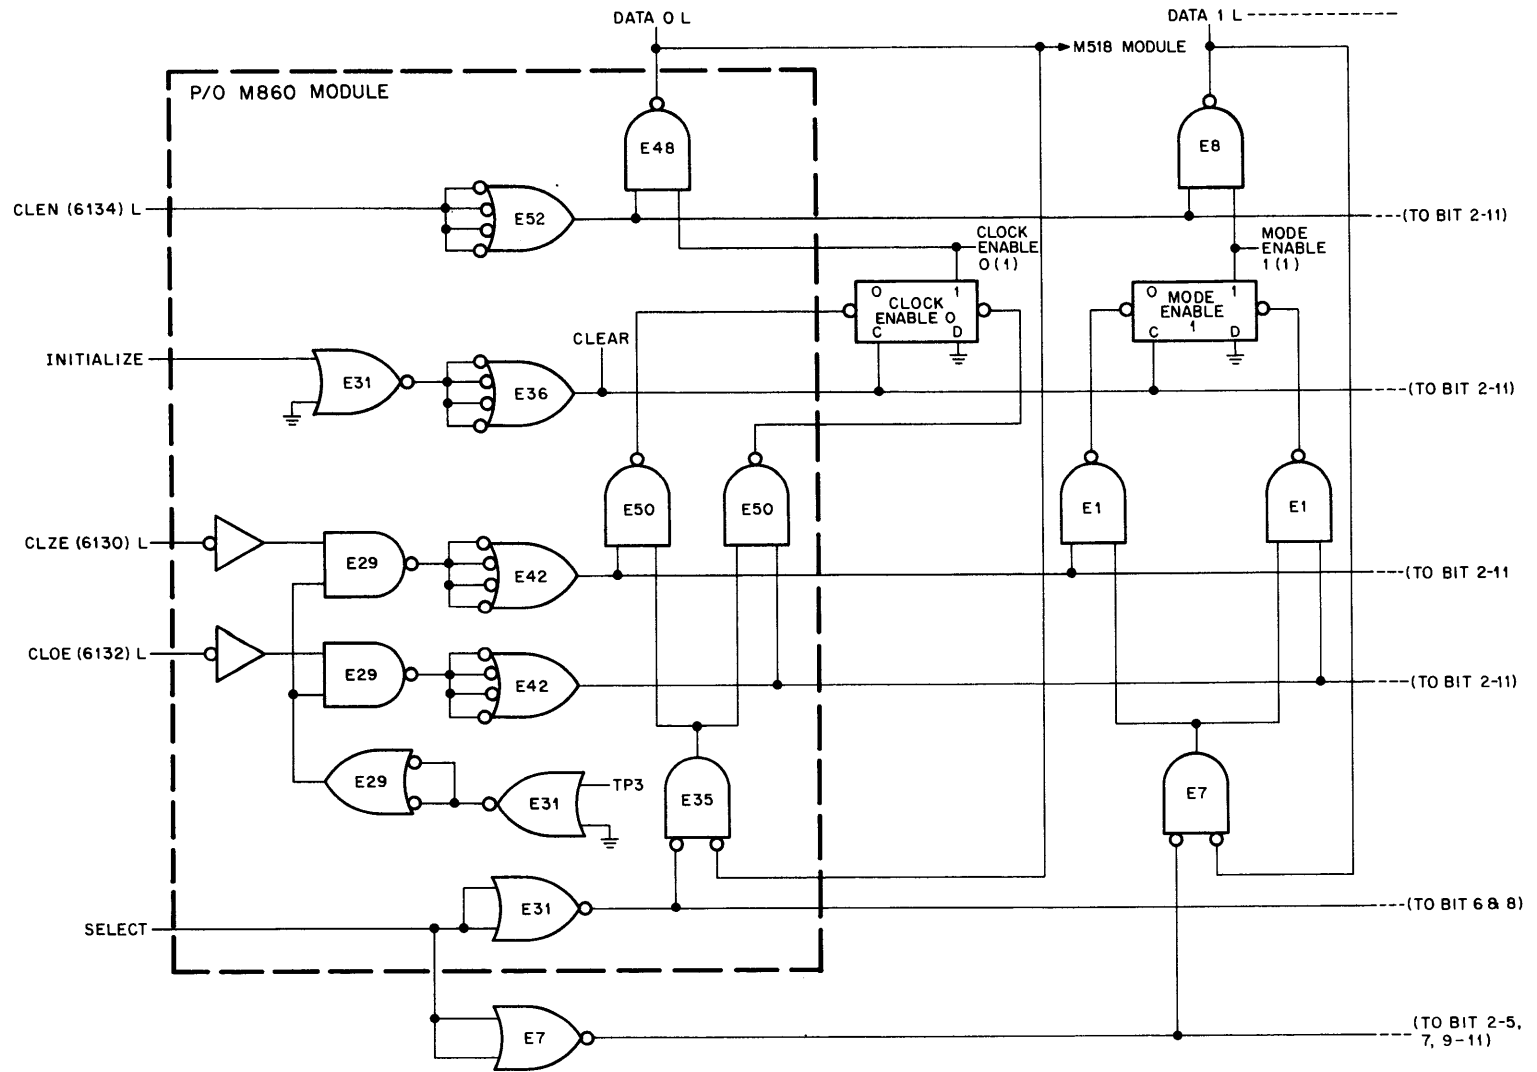 DATA 0 L
DATA 1 L
M518 MODULE
P/O M860 MODULE
E48
E8
CLEN (6134) L
E52
(TO BIT 2-11)
CLOCK
ENABLE
0(1)
MODE
ENABLE
1(1)
0 1
CLOCK
ENABLE 0
C D
0 1
MODE
ENABLE
1
C D
CLEAR
INITIALIZE
E31
E36
(TO BIT 2-11)
E50
E50
E1
E1
CLZE (6130) L
E29
E42
(TO BIT 2-11
CLOE (6132) L
E29
E42
(TO BIT 2-11)
E29
E31
TP3
E35
E7
E31
(TO BIT 6 & 8)
SELECT
E7
(TO BIT 2-5,
7, 9-11)